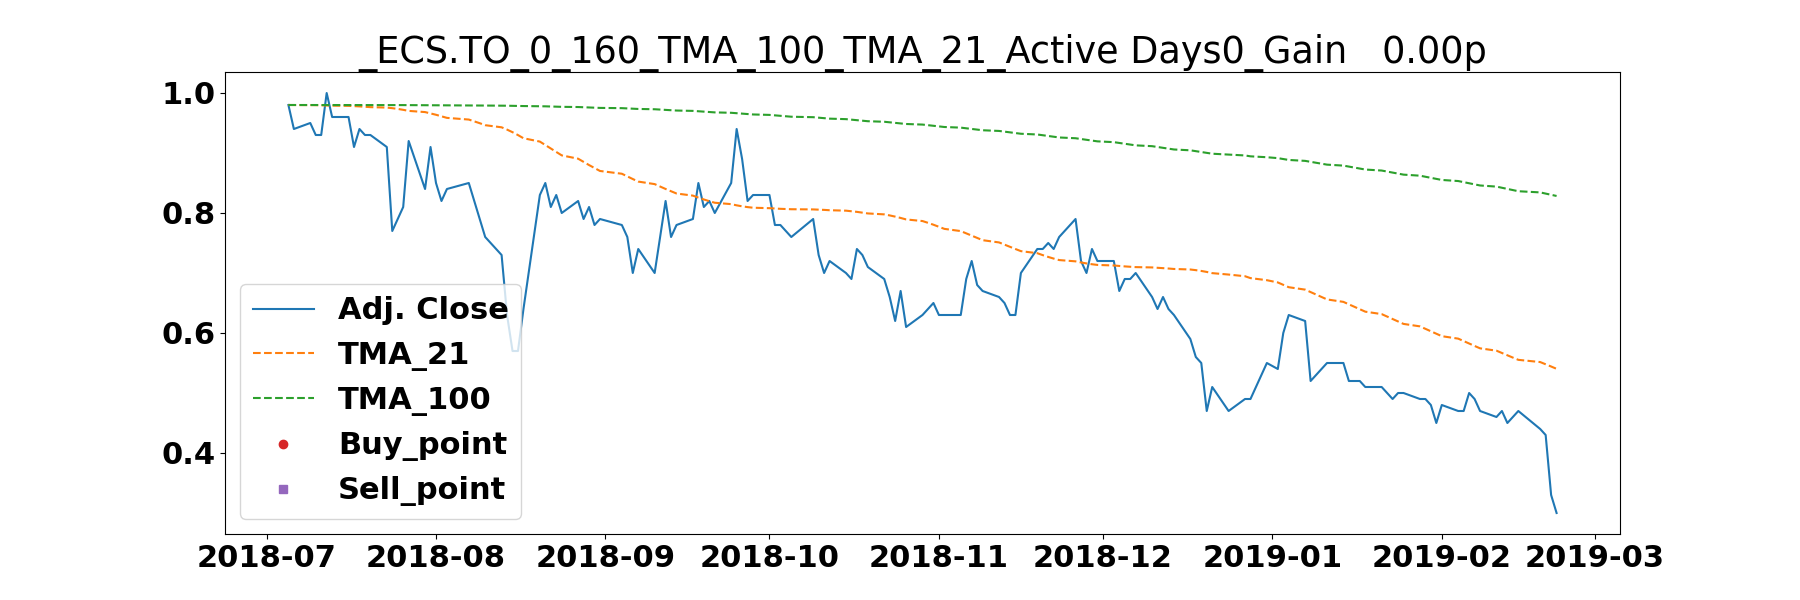 _ECS.TO_0_160_TMA_100_TMA_21_Active Days0_Gain   0.00p
1.0
0.8
0.6
0.4
Adj. Close
TMA_21
TMA_100
Buy_point
Sell_point
2018-07 2018-08 2018-09 2018-10 2018-11 2018-12 2019-01 2019-02 2019-03